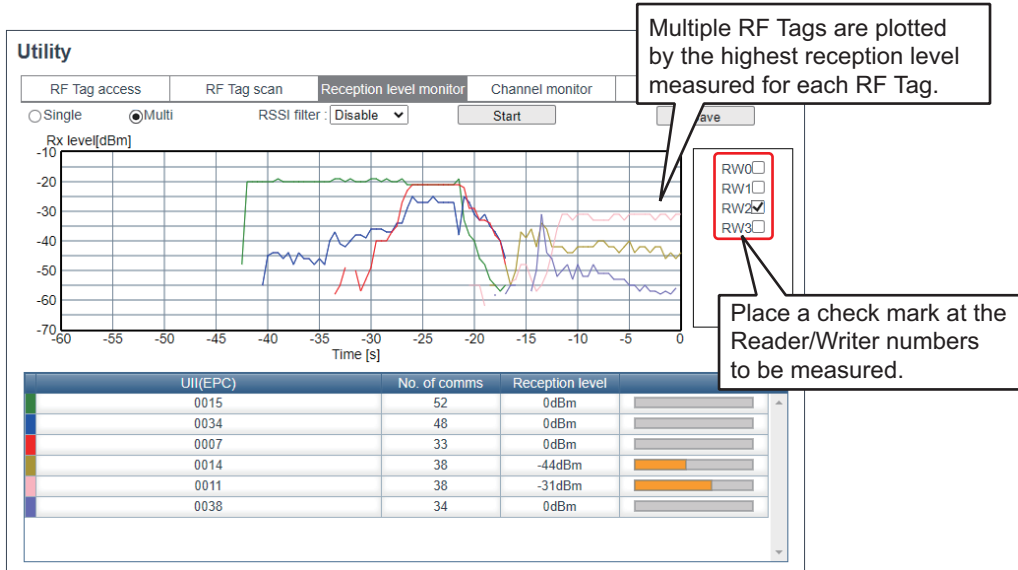 Multiple RF Tags are plotted
by the highest reception level
measured for each RF Tag.
Utility
RF Tag access RF Tag scan Reception level monitor Channel monitor
Single Multi RSSI filter : Disable Start
Rx level[dBm]
-10
-20
-30
-40
-50
-60
-70
-60 -55 -50 -45 -40 -35 -30 -25 -20 -15 -10 -5 0
Time [s]
RW0
RW1
RW2
RW3
Place a check mark at the
Reader/Writer numbers
to be measured.
UII(EPC) No. of comms Reception level
0015 52 0dBm
0034 48 0dBm
0007 33 0dBm
0014 38 -44dBm
0011 38 -31dBm
0038 34 0dBm